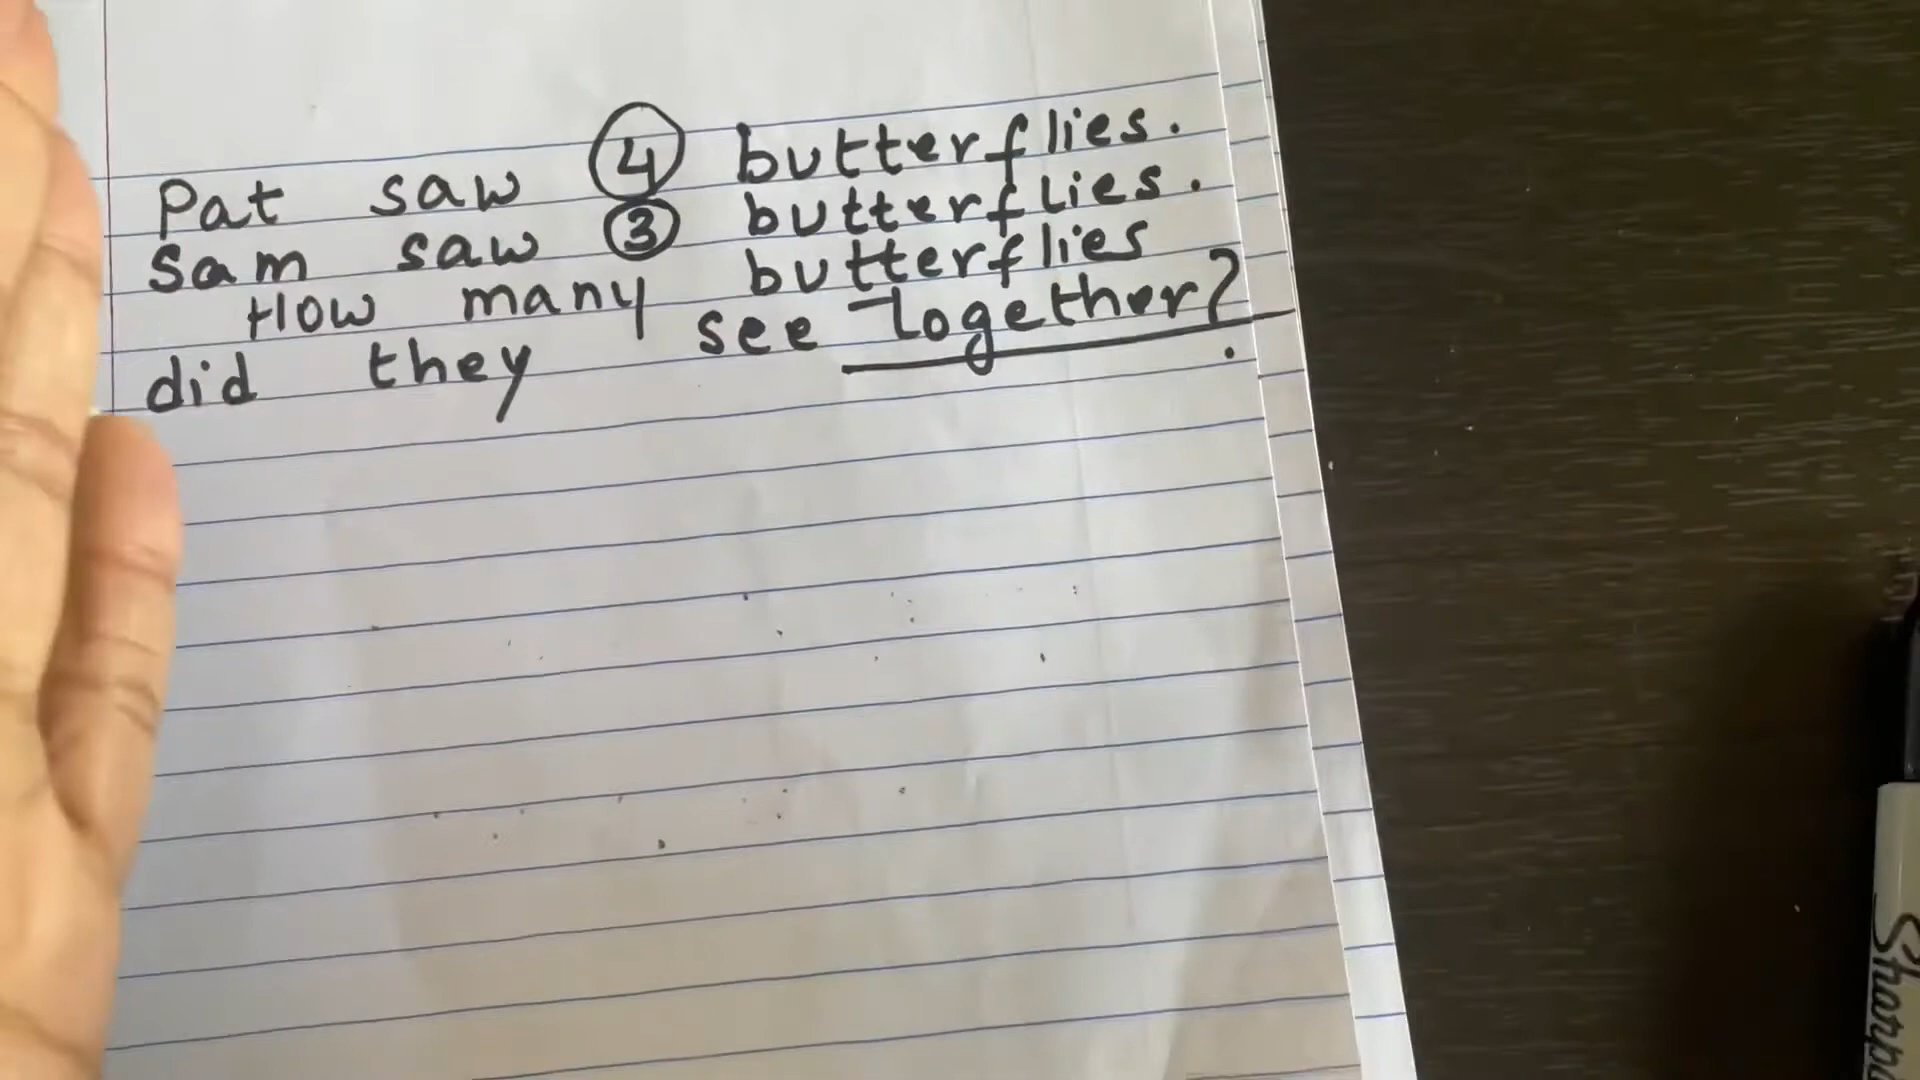 Pat saw 4 butterflies.
Sam saw 3 butterflies.
How many butterflies
did they see Together?